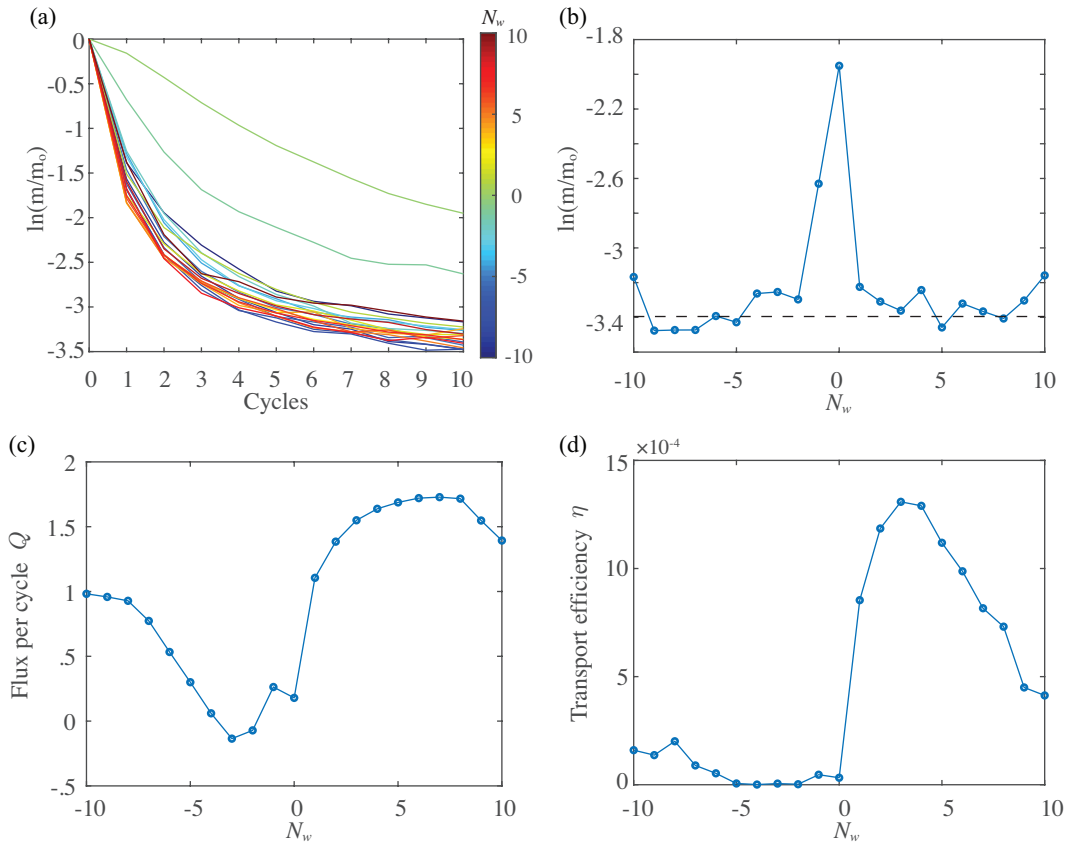 (a)
N_w
0
-0.5
-1
-1.5
-2
-2.5
-3
-3.5
ln(m/m_o)
0 1 2 3 4 5 6 7 8 9 10
Cycles
10
5
0
-5
-10
(b)
-1.8
-2.2
-2.6
-3
-3.4
ln(m/m_o)
-10 -5 0 5 10
N_w
(c)
2
1.5
1
.5
0
-.5
Flux per cycle Q
-10 -5 0 5 10
N_w
(d)
×10⁻⁴
15
10
5
0
Transport efficiency η
-10 -5 0 5 10
N_w